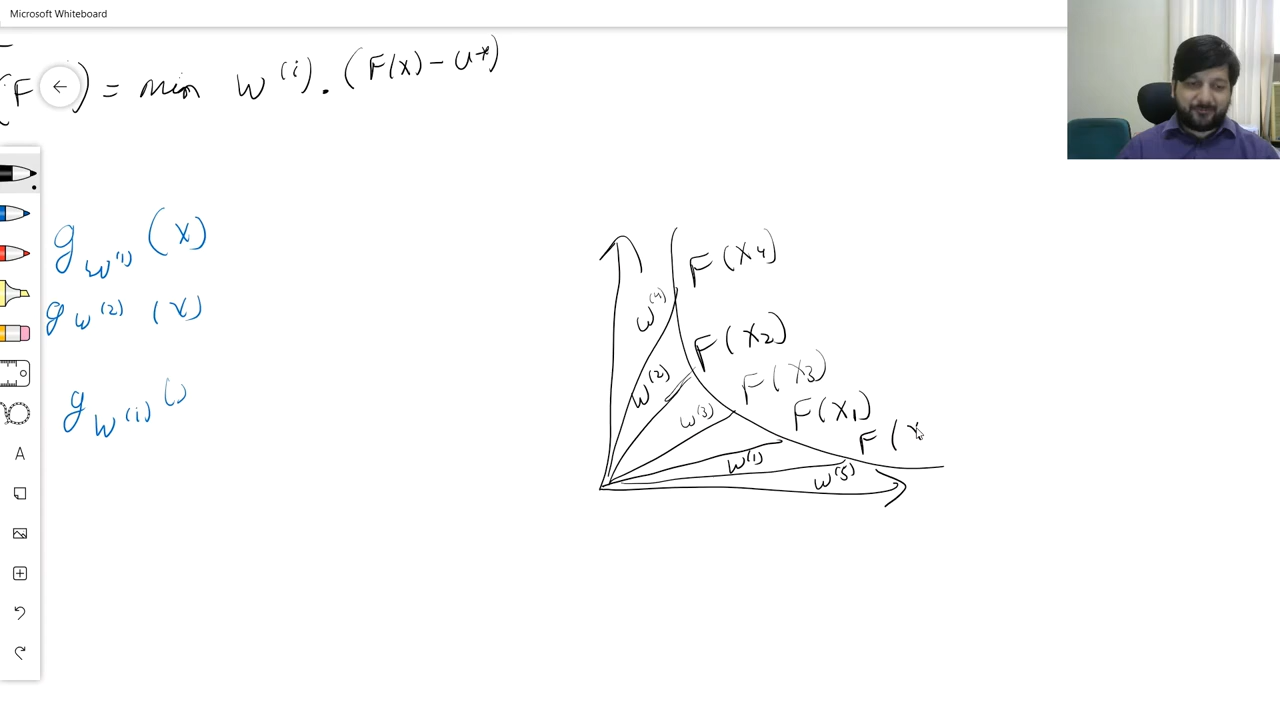 Microsoft Whiteboard
(F ) = min W^(i) . (F(x) - U*)
g_W^(1) (x)
g_W^(2) (x)
g_W^(i) ()
F(x4)
W^(4)
F(x2)
W^(2)
F(x3)
W^(3)
F(x1)
F(x
W^(1)
W^(5)
A